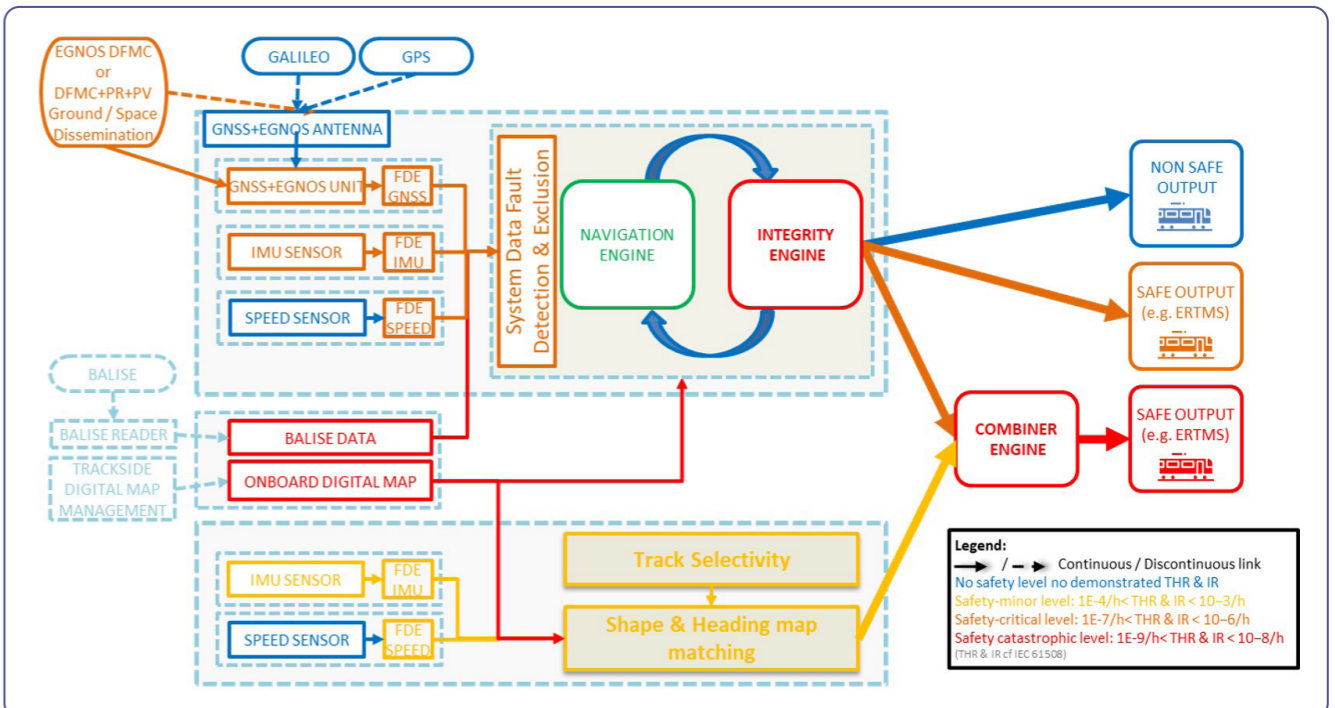 EGNOS DFMC
or
DFMC+PR+PV
Ground / Space
Dissemination
GALILEO
GPS
GNSS+EGNOS ANTENNA
GNSS+EGNOS UNIT
FDE
GNSS
IMU SENSOR
FDE
IMU
SPEED SENSOR
FDE
SPEED
System Data Fault
Detection & Exclusion
NAVIGATION
ENGINE
INTEGRITY
ENGINE
NON SAFE
OUTPUT
SAFE OUTPUT
(e.g. ERTMS)
BALISE
BALISE READER
TRACKSIDE
DIGITAL MAP
MANAGEMENT
BALISE DATA
ONBOARD DIGITAL MAP
COMBINER
ENGINE
SAFE OUTPUT
(e.g. ERTMS)
IMU SENSOR
FDE
IMU
SPEED SENSOR
FDE
SPEED
Track Selectivity
Shape & Heading map
matching
Legend:
/ Continuous / Discontinuous link
No safety level no demonstrated THR & IR
Safety-minor level: 1E-4/h< THR & IR < 10–3/h
Safety-critical level: 1E-7/h< THR & IR < 10–6/h
Safety catastrophic level: 1E-9/h< THR & IR < 10–8/h
(THR & IR cf IEC 61508)